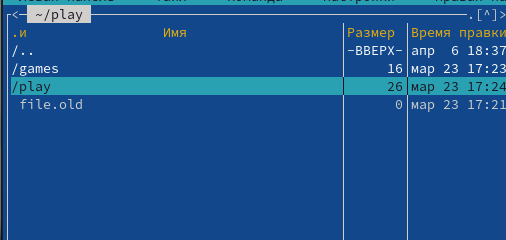 ~/play .[^]>
.и Имя Размер Время правки
/.. -ВВЕРХ- апр 6 18:37
/games 16 мар 23 17:23
/play 26 мар 23 17:24
file.old 0 мар 23 17:21